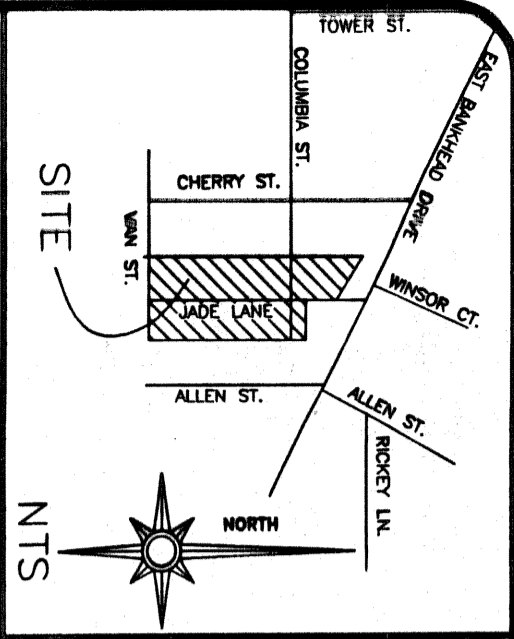 TOWER ST.
EAST BANKHEAD DRIVE
COLUMBIA ST.
CHERRY ST.
VAN ST.
SITE
JADE LANE
WINSOR CT.
ALLEN ST.
ALLEN ST.
RICKEY LN.
NORTH
NTS